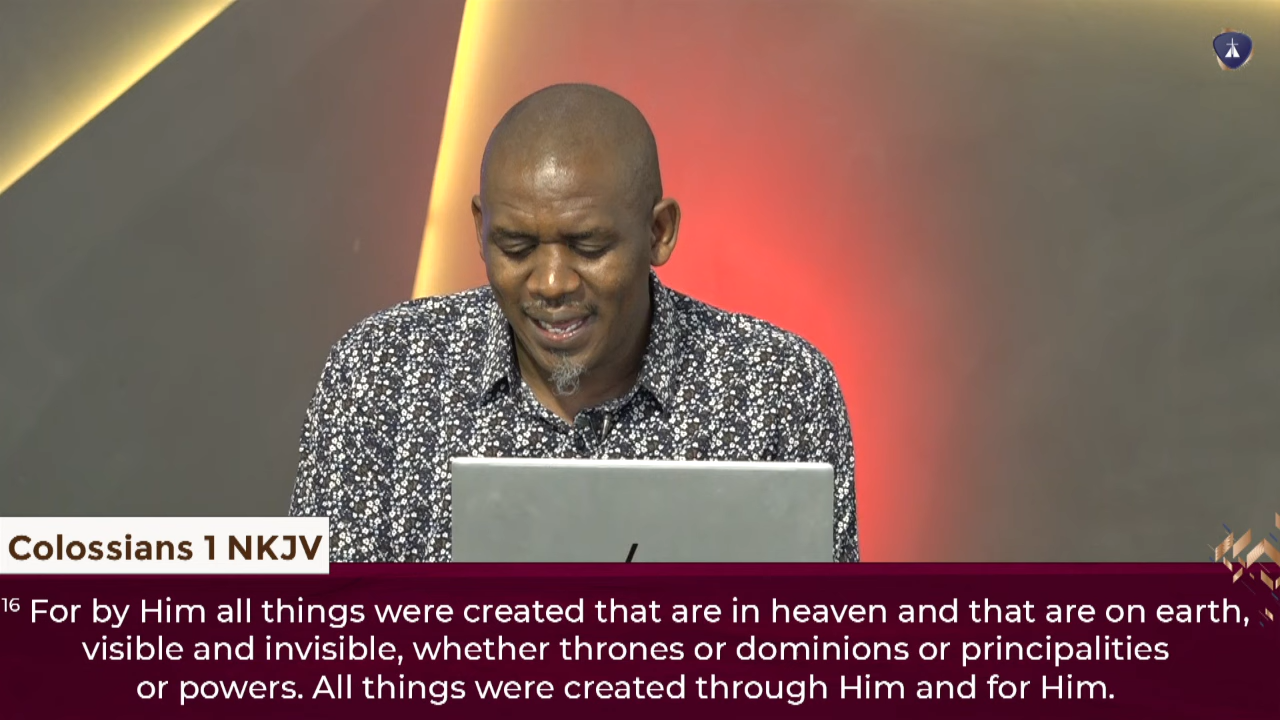 Colossians 1 NKJV
16 For by Him all things were created that are in heaven and that are on earth,
visible and invisible, whether thrones or dominions or principalities
or powers. All things were created through Him and for Him.